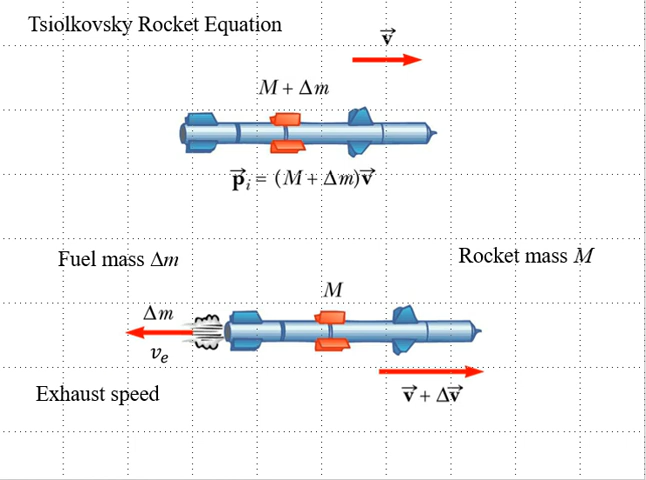 Tsiolkovsky Rocket Equation
v⃗
M + Δm
p⃗ᵢ = (M + Δm)v⃗
Fuel mass Δm
Rocket mass M
M
Δm
vₑ
Exhaust speed
v⃗ + Δv⃗